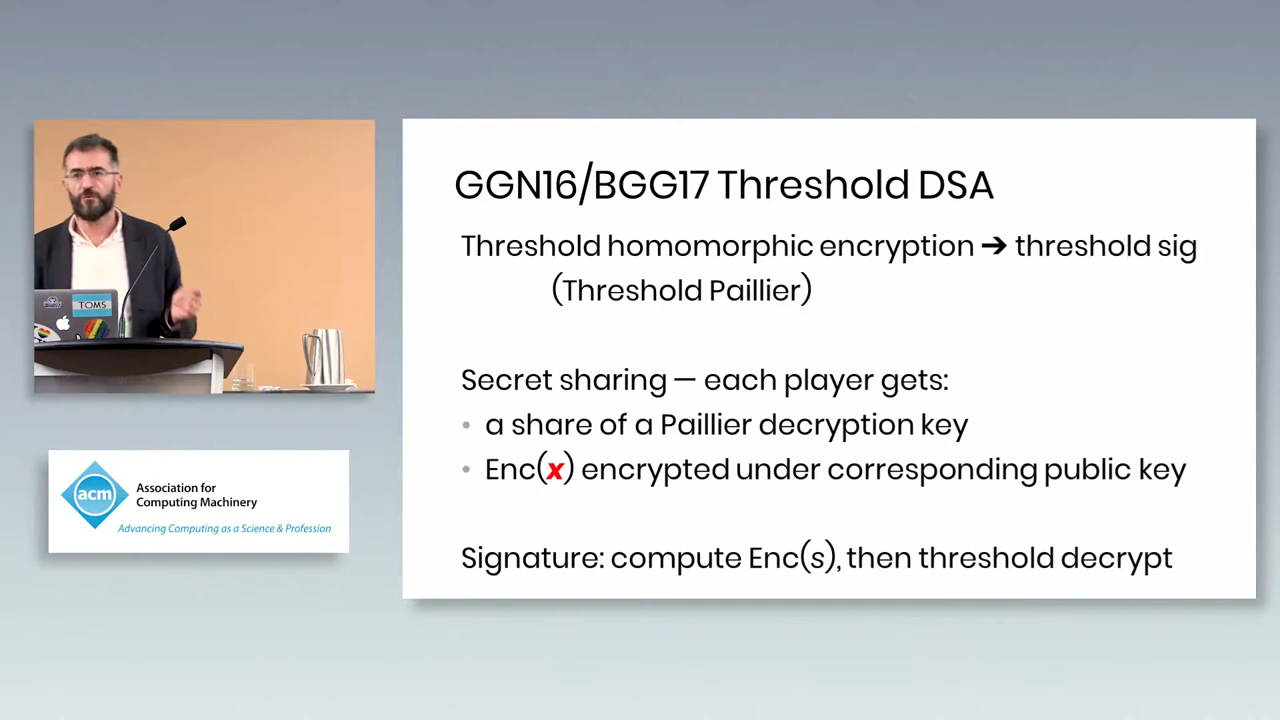 GGN16/BGG17 Threshold DSA
Threshold homomorphic encryption ➔ threshold sig
(Threshold Paillier)
Secret sharing — each player gets:
• a share of a Paillier decryption key
• Enc(x) encrypted under corresponding public key
Signature: compute Enc(s), then threshold decrypt
TOMS
acm
Association for
Computing Machinery
Advancing Computing as a Science & Profession